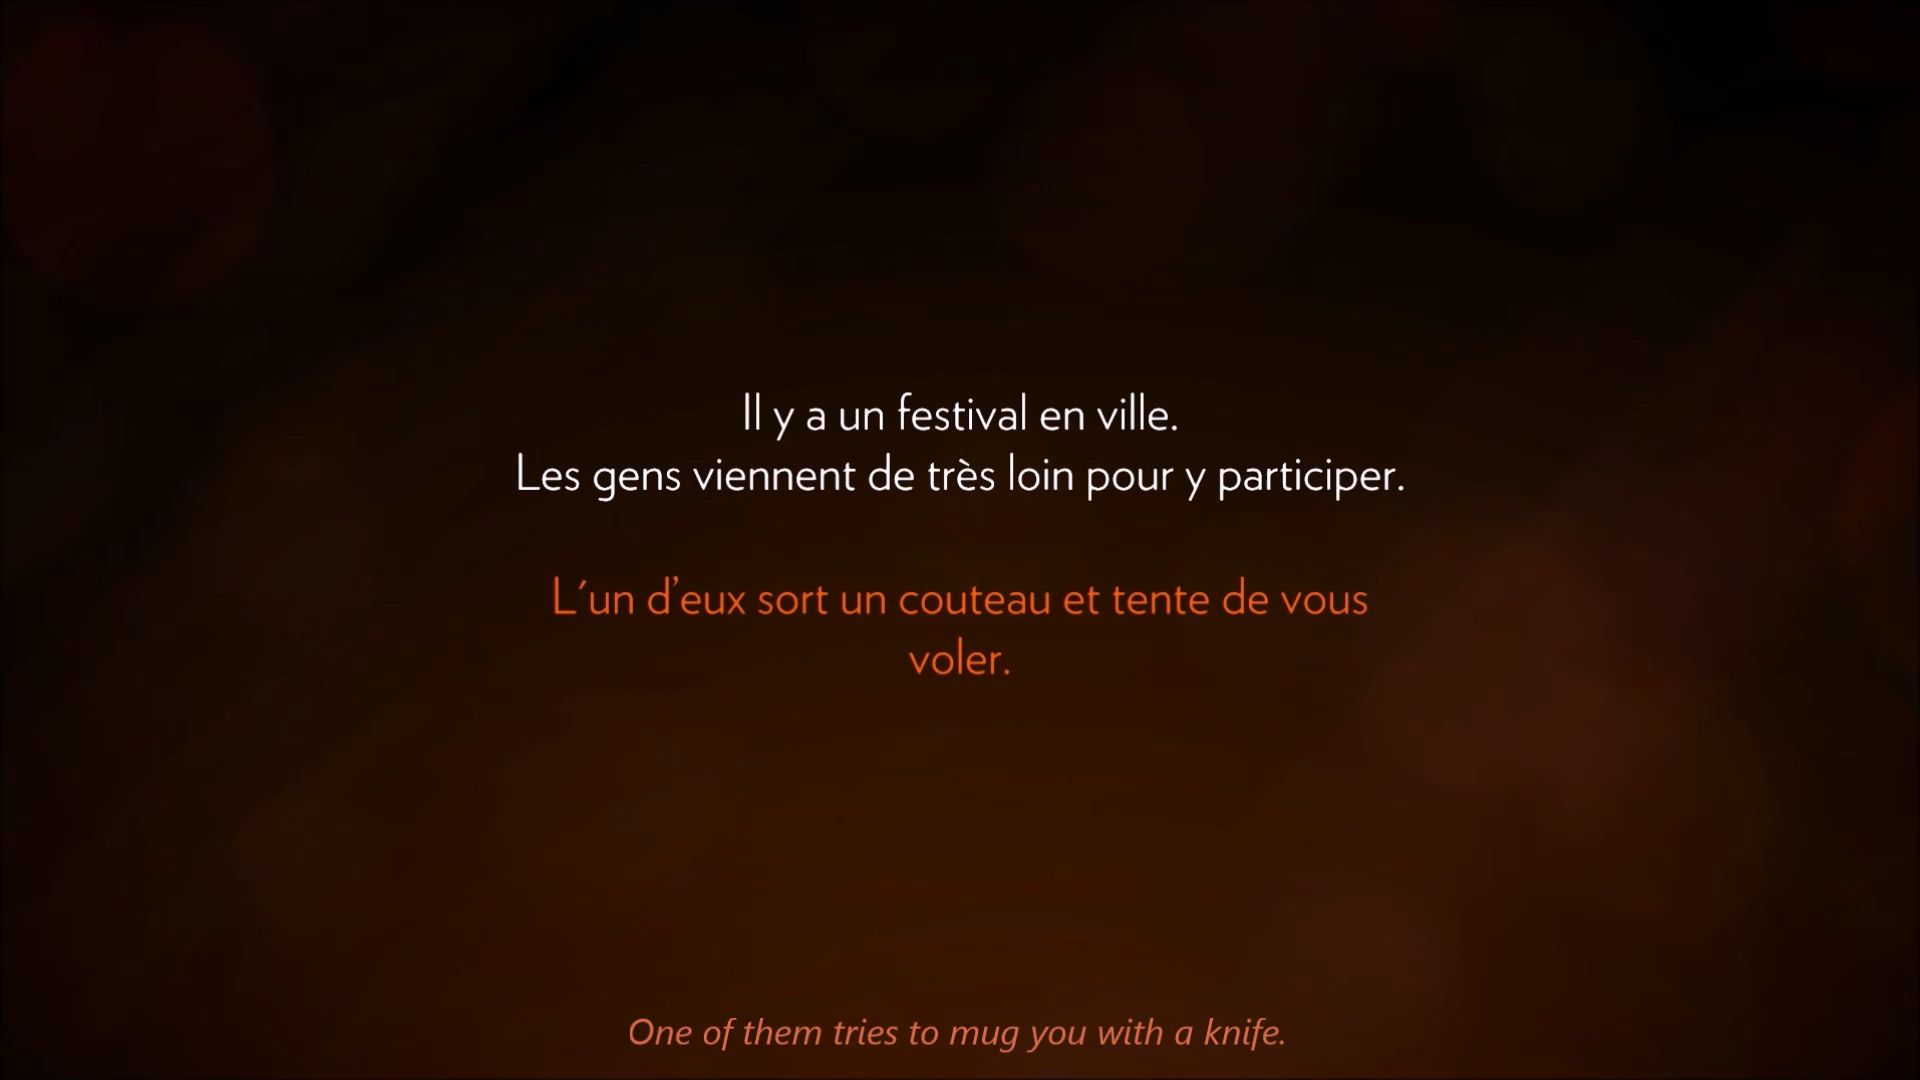 Il y a un festival en ville.
Les gens viennent de très loin pour y participer.
L´un d’eux sort un couteau et tente de vous
voler.
One of them tries to mug you with a knife.